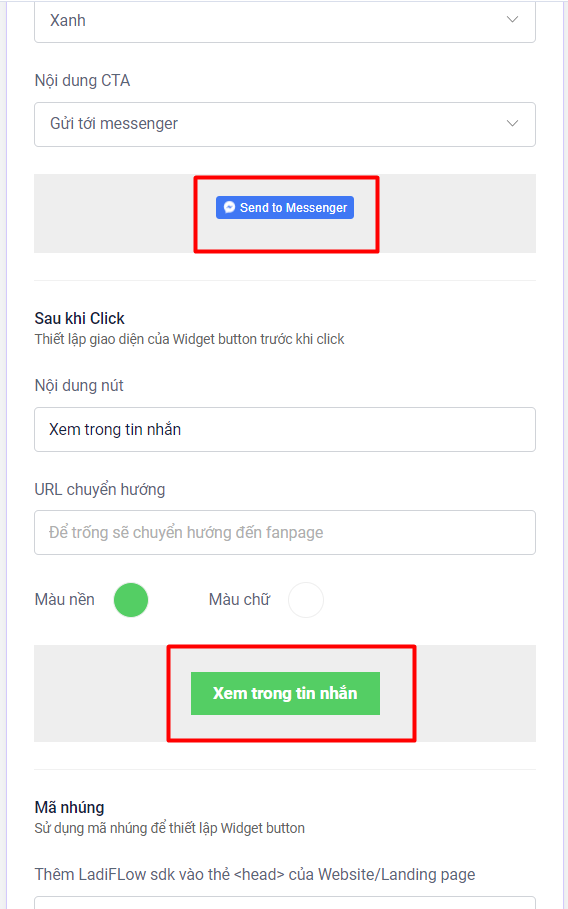 Xanh
Nội dung CTA
Gửi tới messenger
Send to Messenger
Sau khi Click
Thiết lập giao diện của Widget button trước khi click
Nội dung nút
Xem trong tin nhắn
URL chuyển hướng
Để trống sẽ chuyển hướng đến fanpage
Màu nền Màu chữ
Xem trong tin nhắn
Mã nhúng
Sử dụng mã nhúng để thiết lập Widget button
Thêm LadiFLow sdk vào thẻ <head> của Website/Landing page